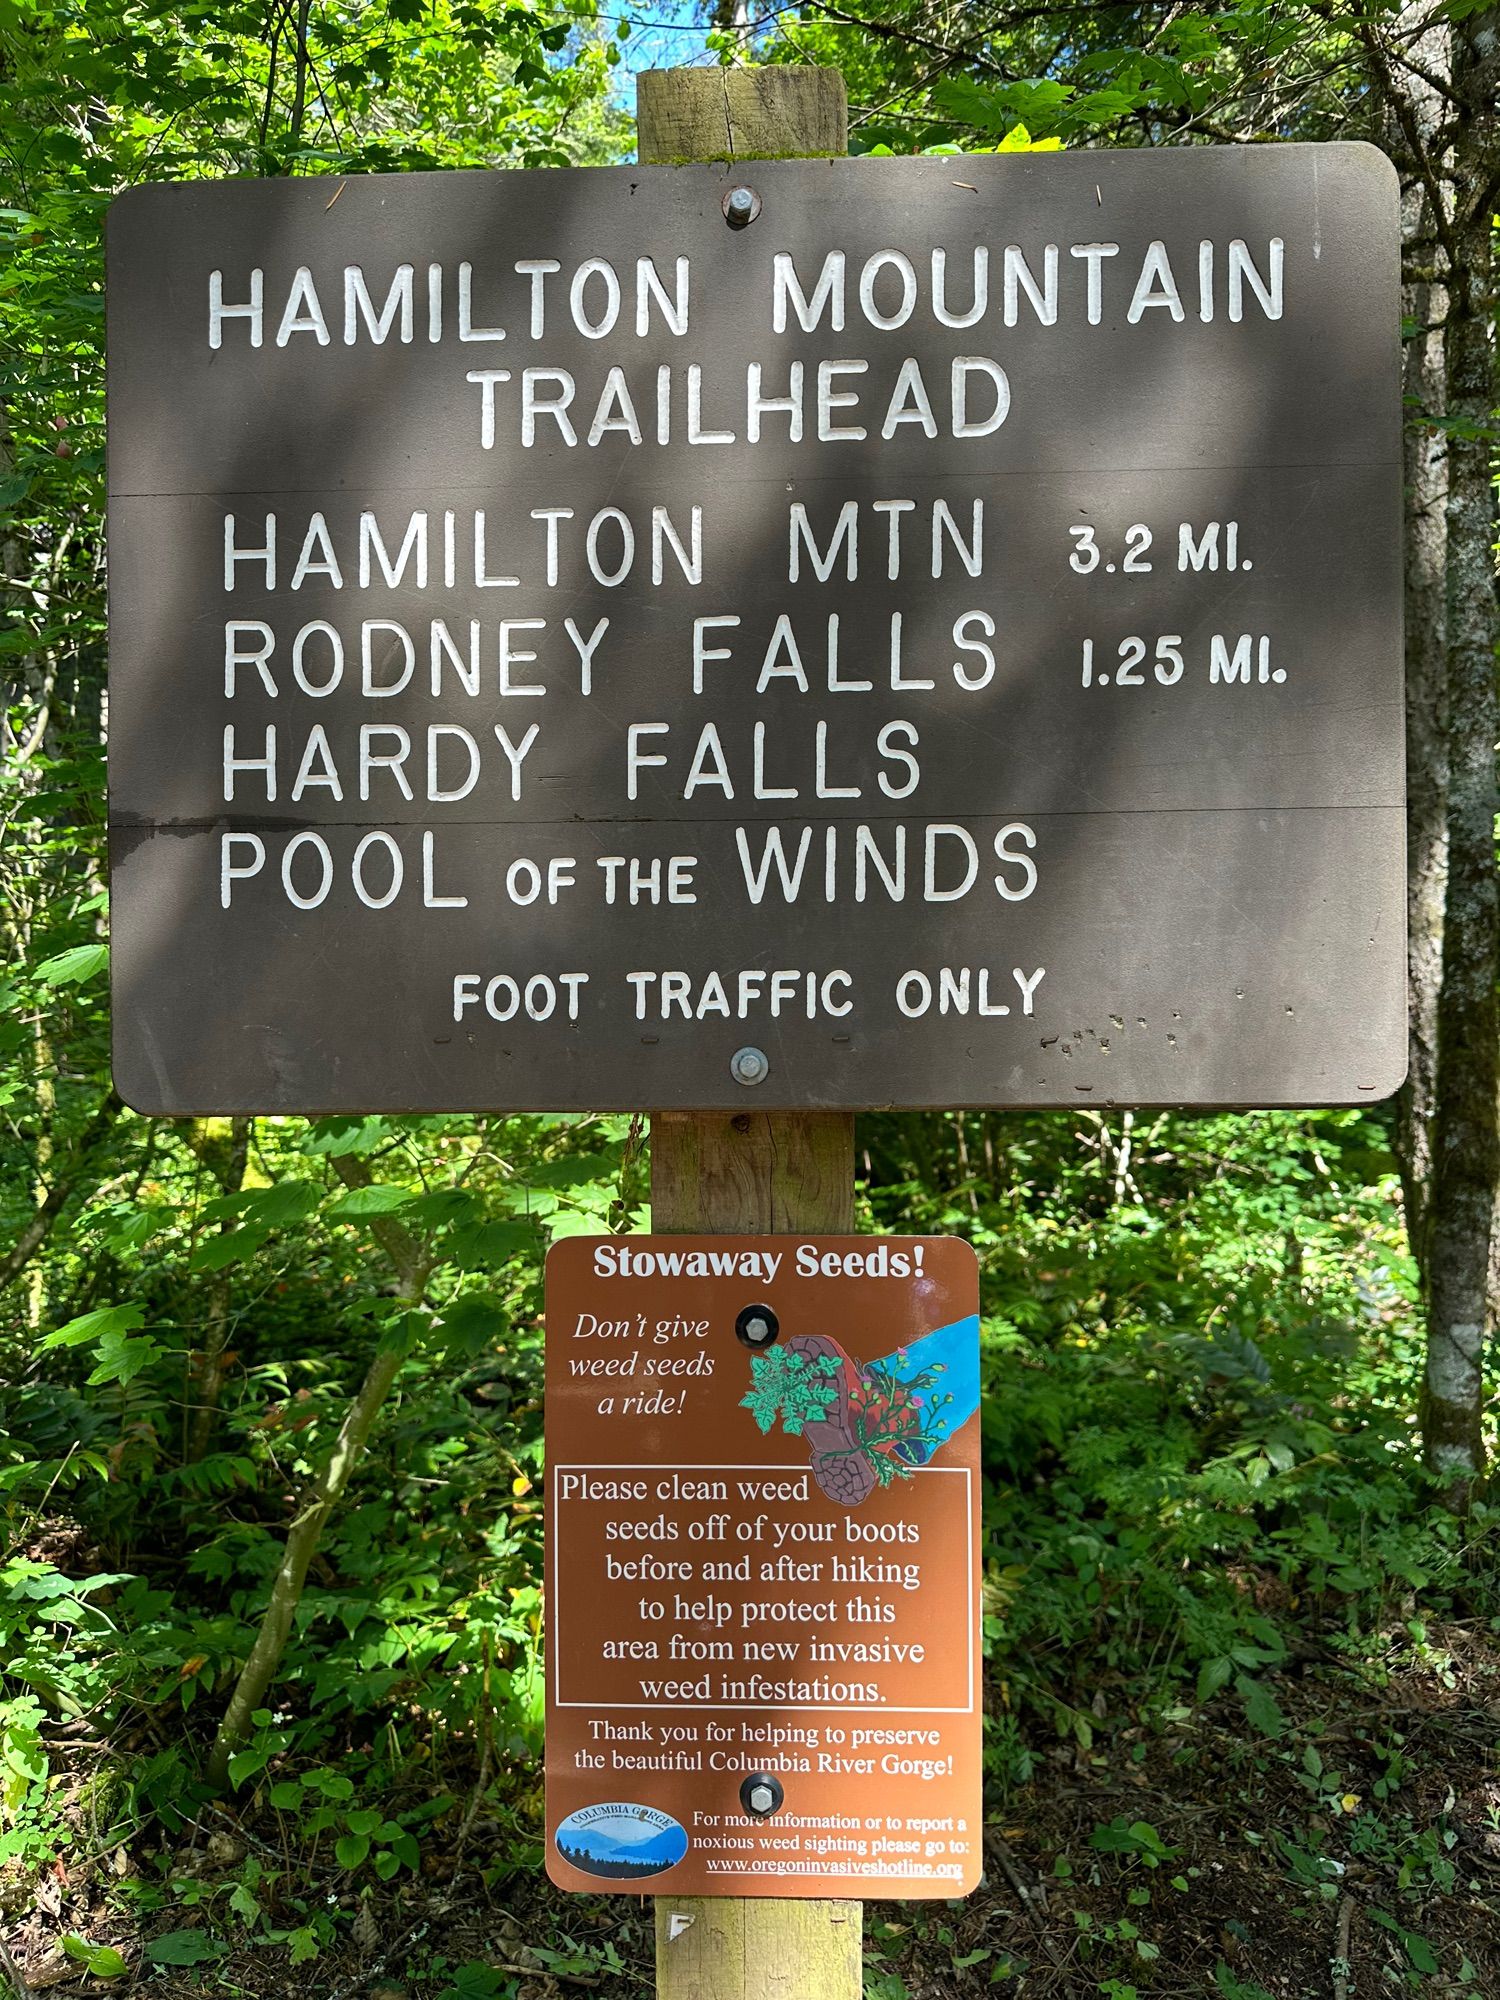 HAMILTON MOUNTAIN
TRAILHEAD
HAMILTON MTN 3.2 MI.
RODNEY FALLS 1.25 MI.
HARDY FALLS
POOL OF THE WINDS
FOOT TRAFFIC ONLY
Stowaway Seeds!
Don't give
weed seeds
a ride!
Please clean weed
seeds off of your boots
before and after hiking
to help protect this
area from new invasive
weed infestations.
Thank you for helping to preserve
the beautiful Columbia River Gorge!
COLUMBIA GORGE
For more information or to report a
noxious weed sighting please go to:
www.oregoninvasiveshotline.org
F